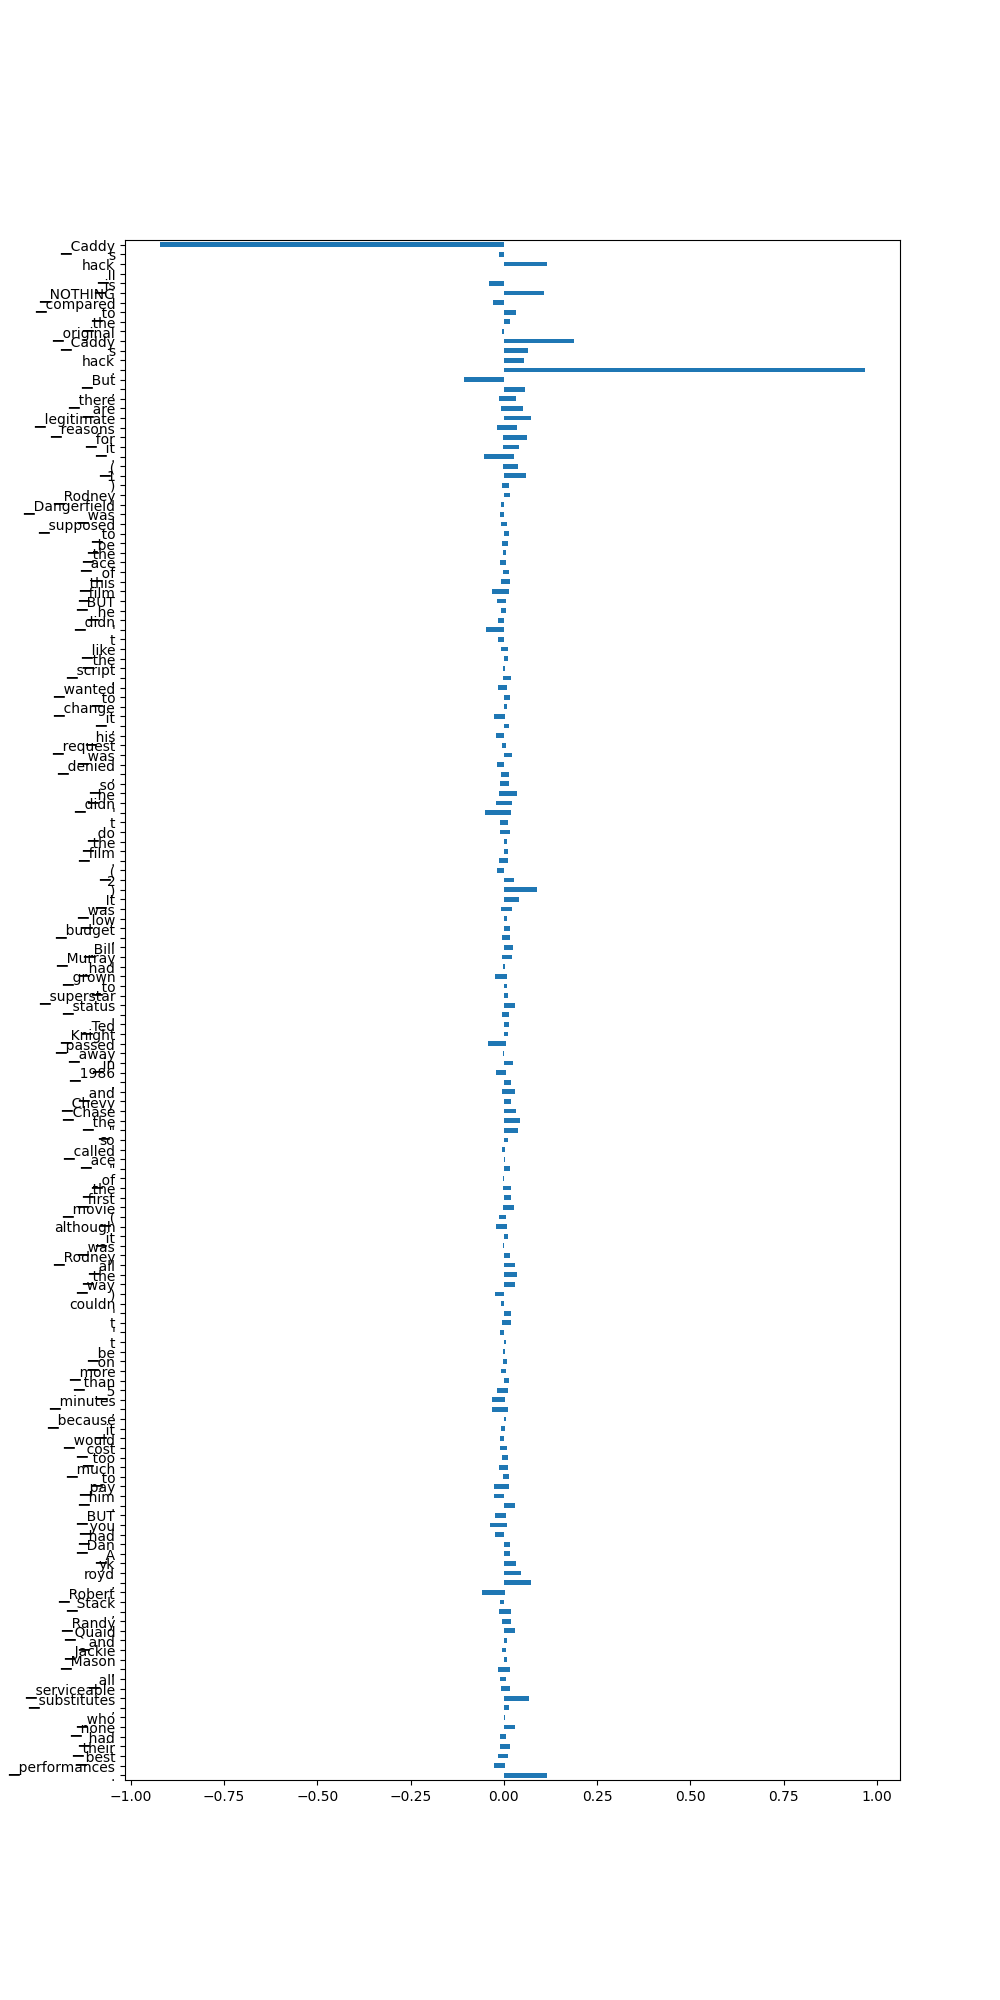 _Caddy
s
hack
_II
_is
_NOTHING
_compared
_to
_the
_original
_Caddy
s
hack
.
_But
,
_there
_are
_legitimate
_reasons
_for
_it
.
_(
1
)
_Rodney
_Dangerfield
_was
_supposed
_to
_be
_the
_ace
_of
_this
_film
_BUT
_he
_didn
'
t
_like
_the
_script
,
_wanted
_to
_change
_it
,
_his
_request
_was
_denied
,
_so
_he
_didn
'
t
_do
_the
_film
,
_(
2
)
_It
_was
_low
_budget
,
_Bill
_Murray
_had
_grown
_to
_superstar
_status
,
_Ted
_Knight
_passed
_away
_in
_1986
,
_and
_Chevy
_Chase
_the
_"
so
_called
_ace
"
_of
_the
_first
_movie
_(
although
_it
_was
_Rodney
_all
_the
_way
)
couldn
'
t
'
t
_be
_on
_more
_than
_5
_minutes
,
_because
_it
_would
_cost
_too
_much
_to
_pay
_him
.
_BUT
_you
_had
_Dan
_A
yk
royd
,
_Robert
_Stack
,
_Randy
_Quaid
_and
_Jackie
_Mason
,
_all
_serviceable
_substitutes
,
_who
_none
_had
_their
_best
_performances
.
−1.00 −0.75 −0.50 −0.25 0.00 0.25 0.50 0.75 1.00